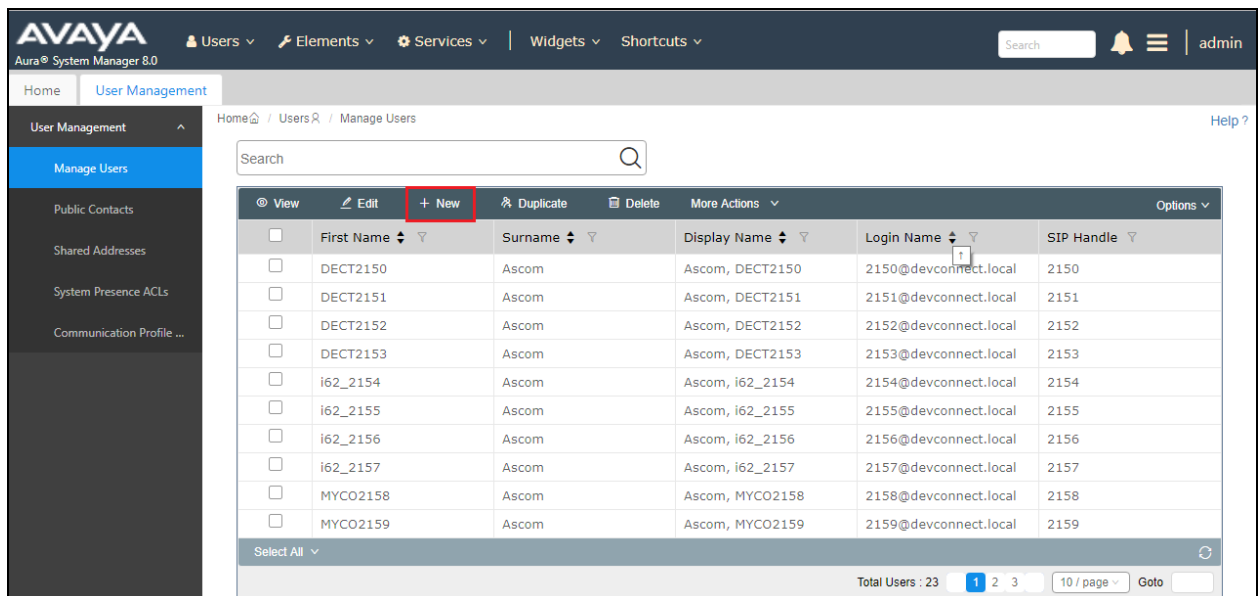 AVAYA
Aura® System Manager 8.0
Users Elements Services | Widgets Shortcuts Search admin
Home User Management
User Management
Manage Users
Public Contacts
Shared Addresses
System Presence ACLs
Communication Profile ...
Home / Users / Manage Users Help ?
Search
View Edit + New Duplicate Delete More Actions Options
First Name Surname Display Name Login Name SIP Handle
↑
DECT2150 Ascom Ascom, DECT2150 2150@devconnect.local 2150
DECT2151 Ascom Ascom, DECT2151 2151@devconnect.local 2151
DECT2152 Ascom Ascom, DECT2152 2152@devconnect.local 2152
DECT2153 Ascom Ascom, DECT2153 2153@devconnect.local 2153
i62_2154 Ascom Ascom, i62_2154 2154@devconnect.local 2154
i62_2155 Ascom Ascom, i62_2155 2155@devconnect.local 2155
i62_2156 Ascom Ascom, i62_2156 2156@devconnect.local 2156
i62_2157 Ascom Ascom, i62_2157 2157@devconnect.local 2157
MYCO2158 Ascom Ascom, MYCO2158 2158@devconnect.local 2158
MYCO2159 Ascom Ascom, MYCO2159 2159@devconnect.local 2159
Select All
Total Users : 23 1 2 3 10 / page Goto